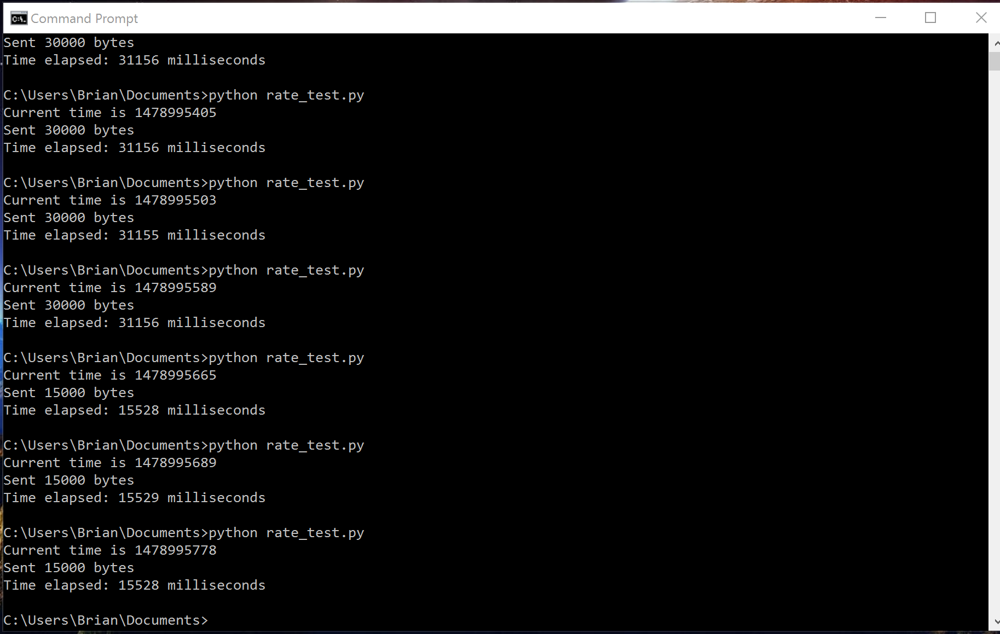 Command Prompt
Sent 30000 bytes
Time elapsed: 31156 milliseconds
C:\Users\Brian\Documents>python rate_test.py
Current time is 1478995405
Sent 30000 bytes
Time elapsed: 31156 milliseconds
C:\Users\Brian\Documents>python rate_test.py
Current time is 1478995503
Sent 30000 bytes
Time elapsed: 31155 milliseconds
C:\Users\Brian\Documents>python rate_test.py
Current time is 1478995589
Sent 30000 bytes
Time elapsed: 31156 milliseconds
C:\Users\Brian\Documents>python rate_test.py
Current time is 1478995665
Sent 15000 bytes
Time elapsed: 15528 milliseconds
C:\Users\Brian\Documents>python rate_test.py
Current time is 1478995689
Sent 15000 bytes
Time elapsed: 15529 milliseconds
C:\Users\Brian\Documents>python rate_test.py
Current time is 1478995778
Sent 15000 bytes
Time elapsed: 15528 milliseconds
C:\Users\Brian\Documents>